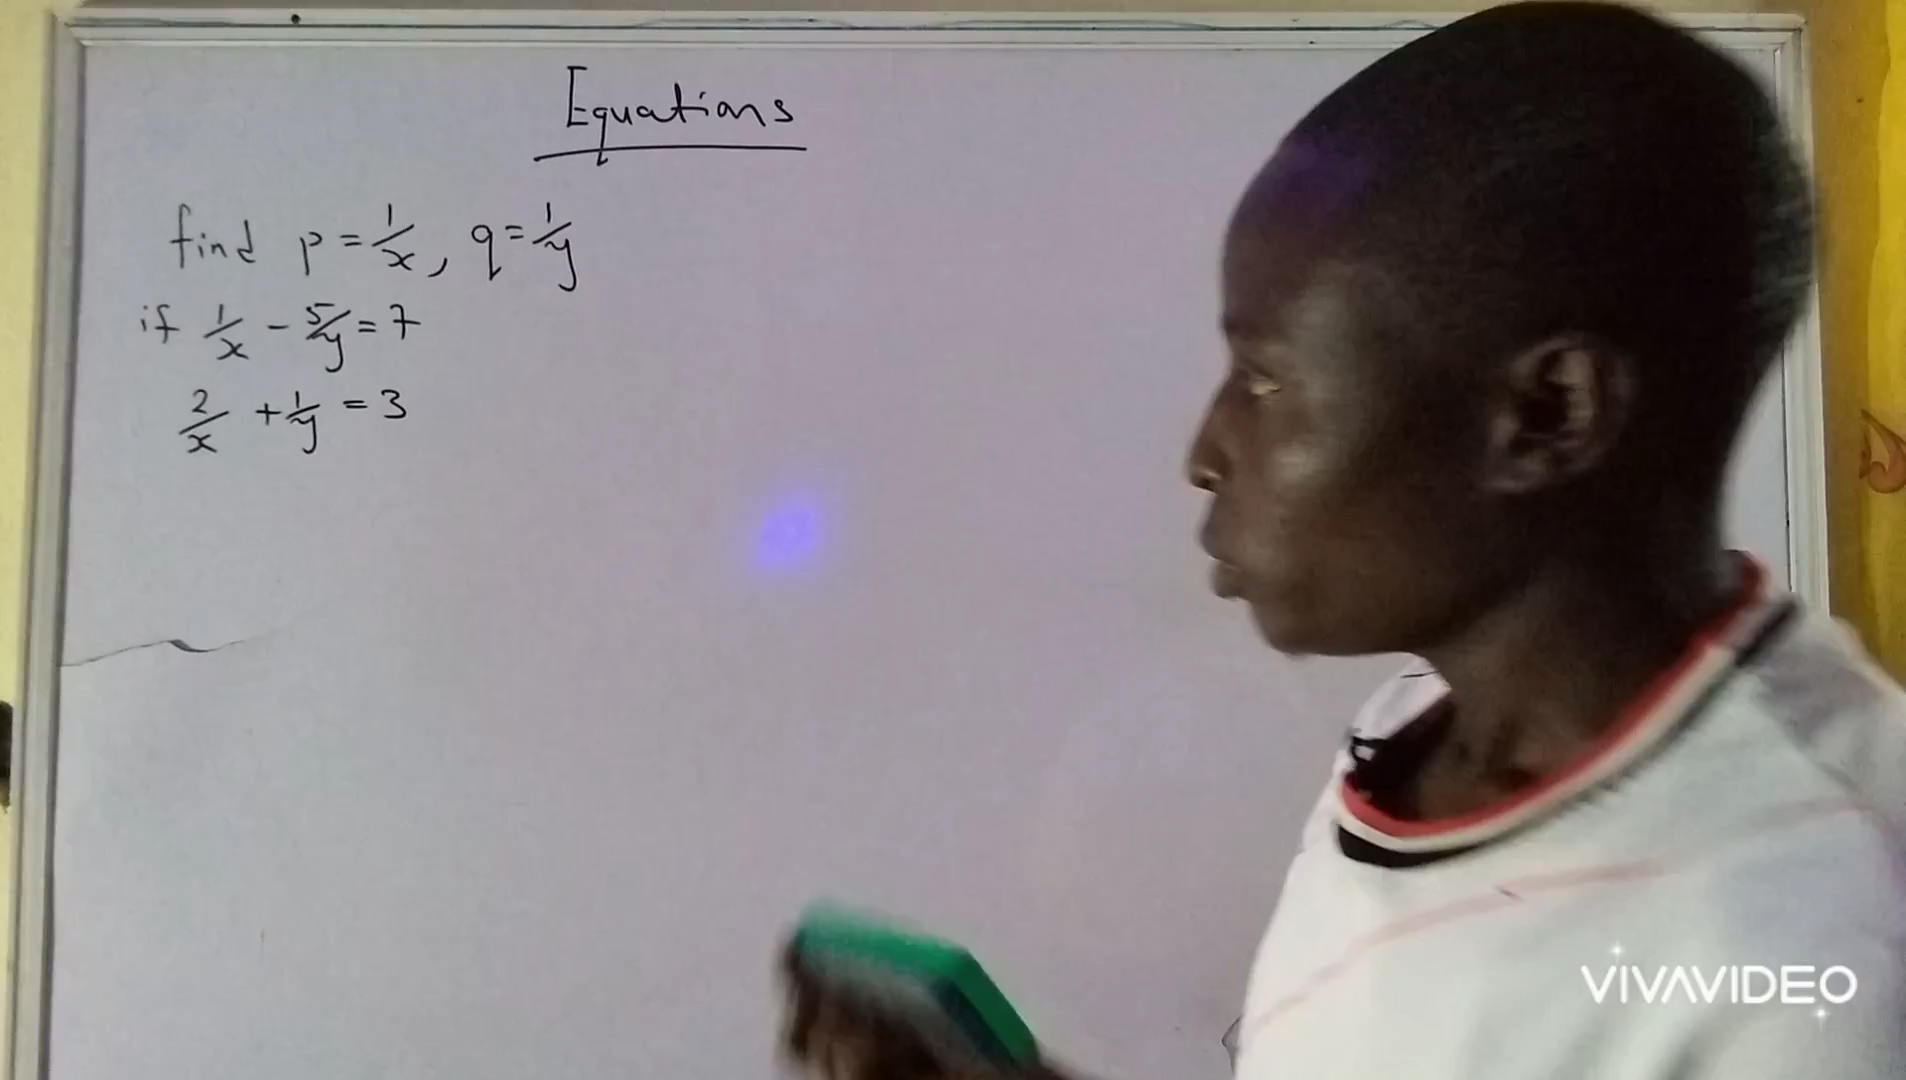 Equations
find p = 1/x, q = 1/y
if 1/x - 5/y = 7
2/x + 1/y = 3
VIVAVIDEO